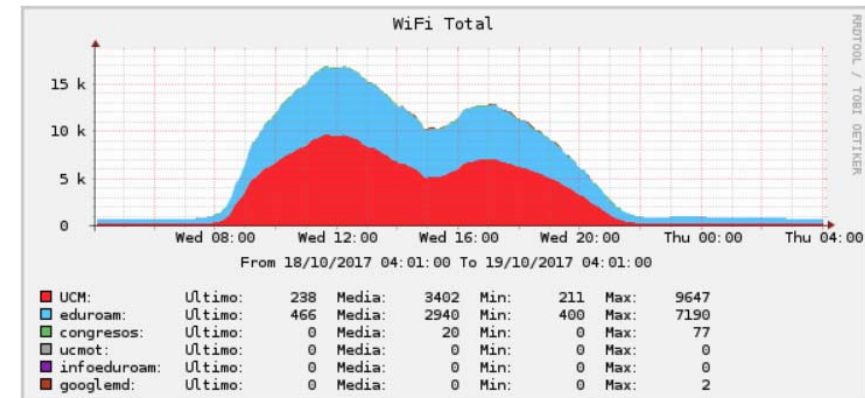 WiFi Total
RRDTOOL / TOBI OETIKER
15 k
10 k
5 k
0
Wed 08:00 Wed 12:00 Wed 16:00 Wed 20:00 Thu 00:00 Thu 04:00
From 18/10/2017 04:01:00 To 19/10/2017 04:01:00
UCM: Ultimo: 238 Media: 3402 Min: 211 Max: 9647
eduroam: Ultimo: 466 Media: 2940 Min: 400 Max: 7190
congresos: Ultimo: 0 Media: 20 Min: 0 Max: 77
ucmot: Ultimo: 0 Media: 0 Min: 0 Max: 0
infoeduroam: Ultimo: 0 Media: 0 Min: 0 Max: 0
googlemd: Ultimo: 0 Media: 0 Min: 0 Max: 2